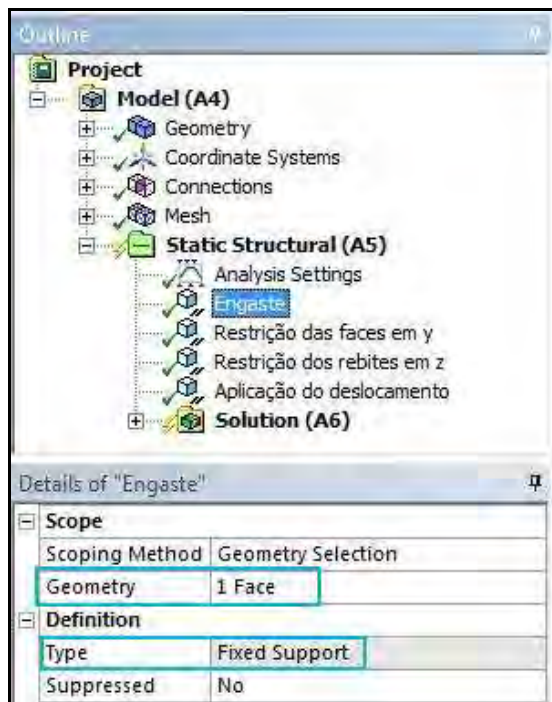 Outline
Project
Model (A4)
Geometry
Coordinate Systems
Connections
Mesh
Static Structural (A5)
Analysis Settings
Engaste
Restrição das faces em y
Restrição dos rebites em z
Aplicação do deslocamento
Solution (A6)
Details of "Engaste"
Scope
Scoping Method Geometry Selection
Geometry 1 Face
Definition
Type Fixed Support
Suppressed No